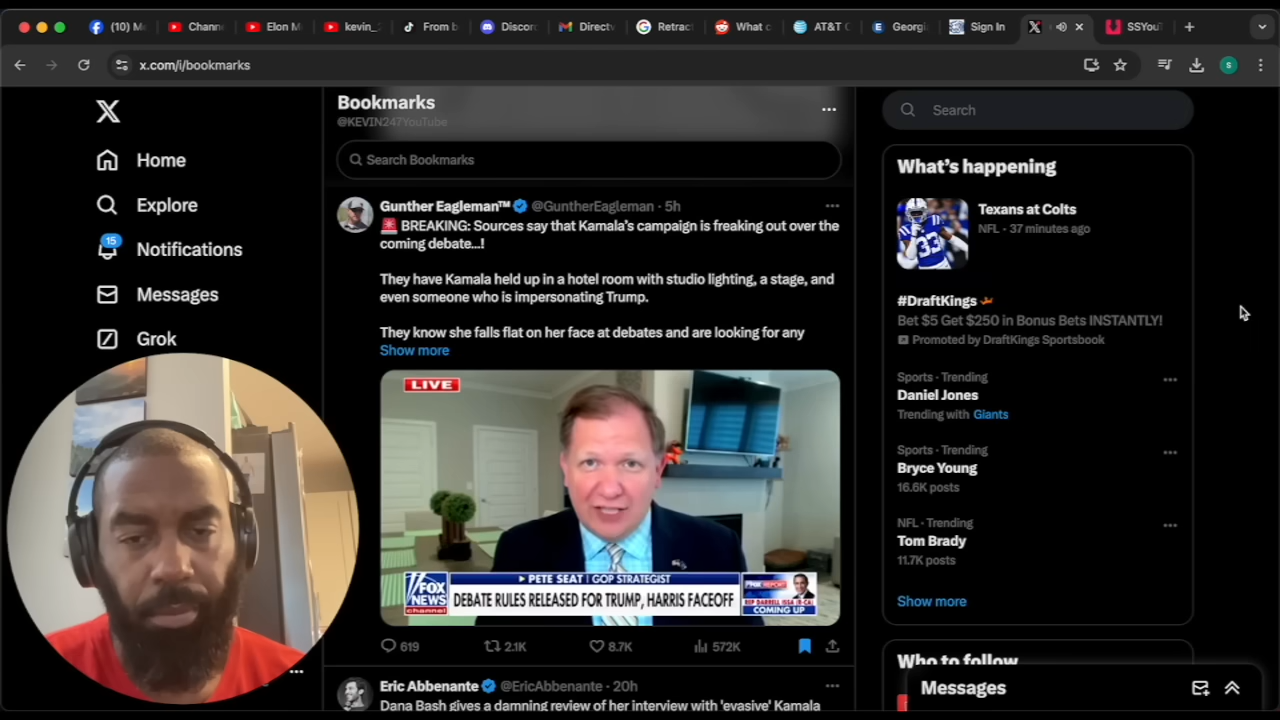 (10) M
Chann
Elon M
kevin_
From b
Discor
Directv
Retract
What c
AT&T
Georgi
Sign In
SSYouT
x.com/i/bookmarks
S
X
Home
Explore
15
Notifications
Messages
Grok
Bookmarks
@KEVIN247YouTube
Search Bookmarks
Gunther Eagleman™ @GuntherEagleman · 5h
🚨 BREAKING: Sources say that Kamala's campaign is freaking out over the
coming debate...!
They have Kamala held up in a hotel room with studio lighting, a stage, and
even someone who is impersonating Trump.
They know she falls flat on her face at debates and are looking for any
Show more
LIVE
PETE SEAT | GOP STRATEGIST
FOX
NEWS
channel
DEBATE RULES RELEASED FOR TRUMP, HARRIS FACEOFF
FOX REPORT
REP DARRELL ISSA (R-CA)
COMING UP
619
2.1K
8.7K
572K
Eric Abbenante @EricAbbenante · 20h
Dana Bash gives a damning review of her interview with 'evasive' Kamala
Search
What's happening
Texans at Colts
NFL · 37 minutes ago
33
#DraftKings
Bet $5 Get $250 in Bonus Bets INSTANTLY!
Promoted by DraftKings Sportsbook
Sports · Trending
Daniel Jones
Trending with Giants
Sports · Trending
Bryce Young
16.6K posts
NFL · Trending
Tom Brady
11.7K posts
Show more
Who to follow
Messages